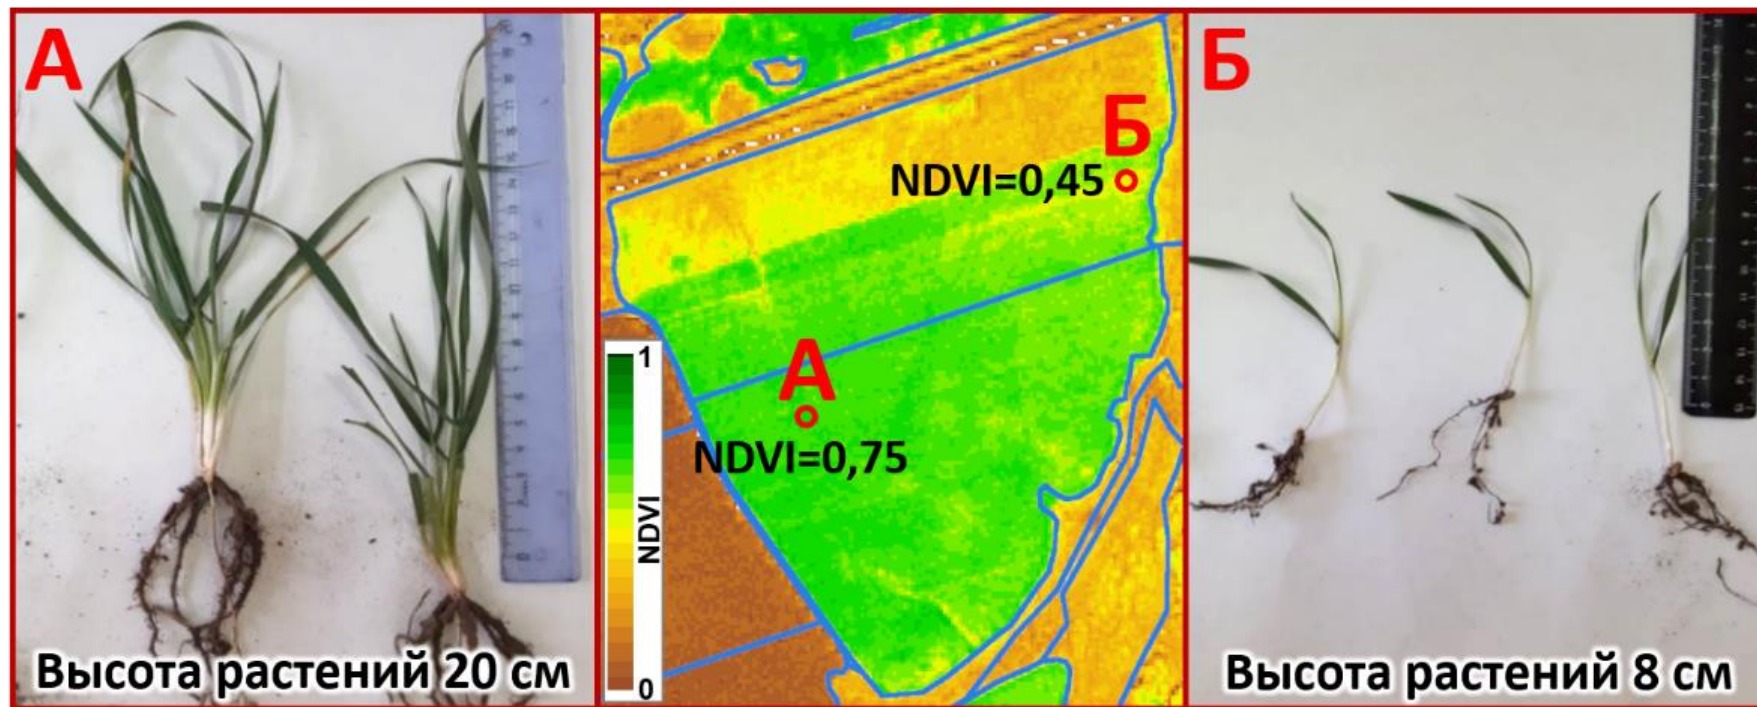 А
Высота растений 20 см
Б
NDVI=0,45
А
NDVI=0,75
1
NDVI
0
Б
Высота растений 8 см